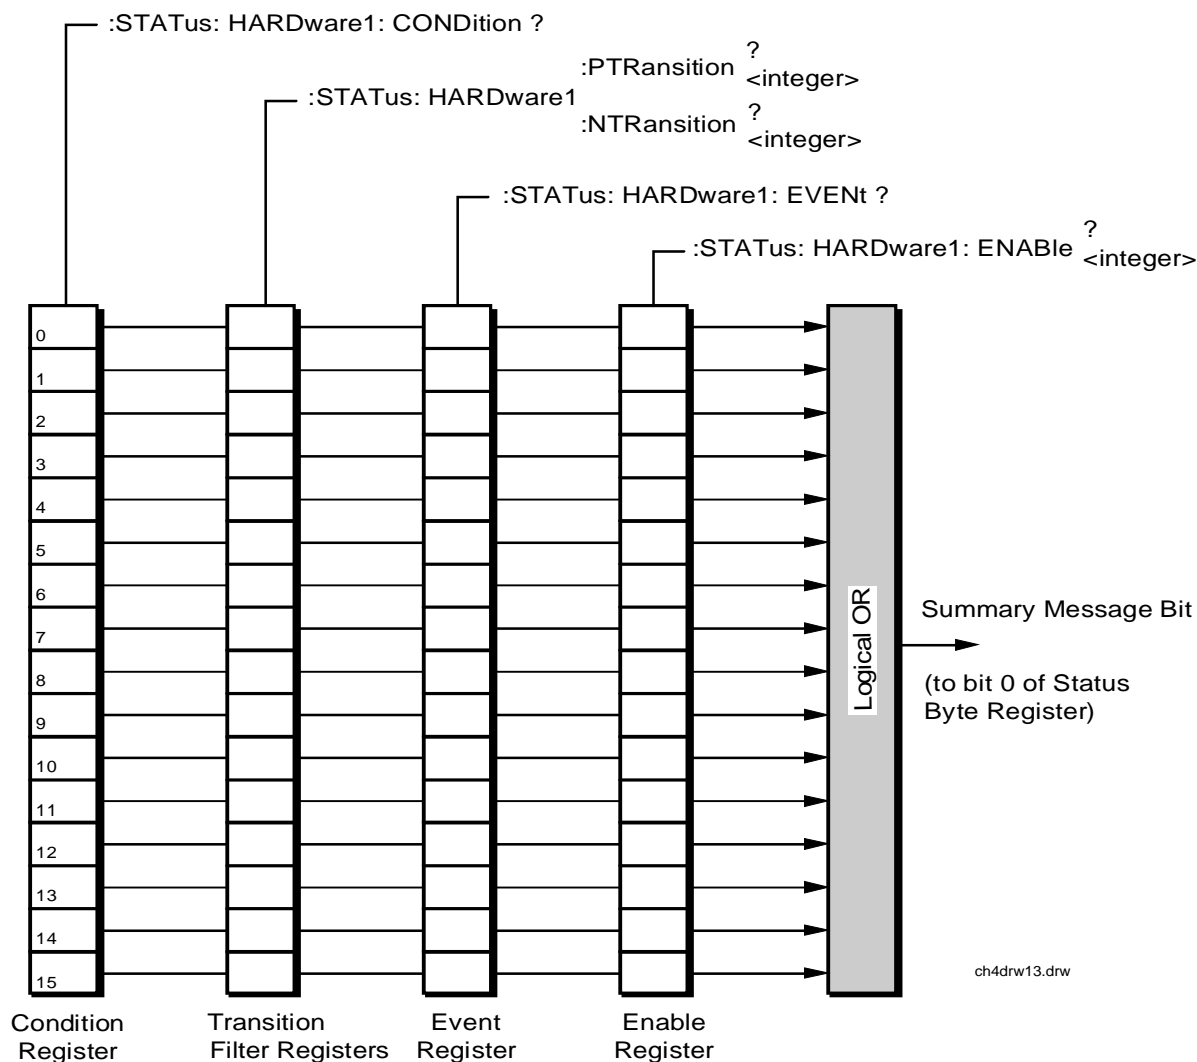 :STATus: HARDware1: CONDition ?
:STATus: HARDware1
:PTRansition
?
<integer>
:NTRansition
?
<integer>
:STATus: HARDware1: EVENt ?
:STATus: HARDware1: ENABle
?
<integer>
0
1
2
3
4
5
6
7
8
9
10
11
12
13
14
15
Logical OR
Summary Message Bit
(to bit 0 of Status
Byte Register)
ch4drw13.drw
Condition
Register
Transition
Filter Registers
Event
Register
Enable
Register